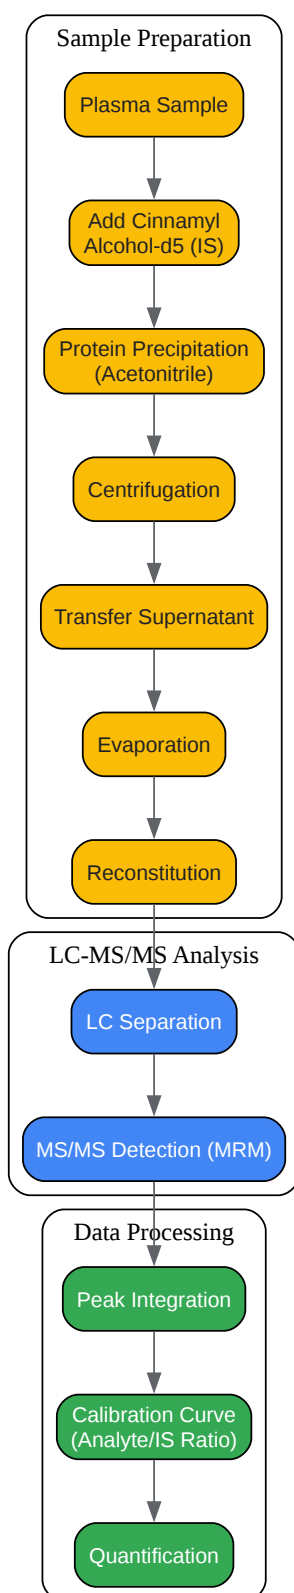 Sample Preparation
Plasma Sample
Add Cinnamyl
Alcohol-d5 (IS)
Protein Precipitation
(Acetonitrile)
Centrifugation
Transfer Supernatant
Evaporation
Reconstitution
LC-MS/MS Analysis
LC Separation
MS/MS Detection (MRM)
Data Processing
Peak Integration
Calibration Curve
(Analyte/IS Ratio)
Quantification